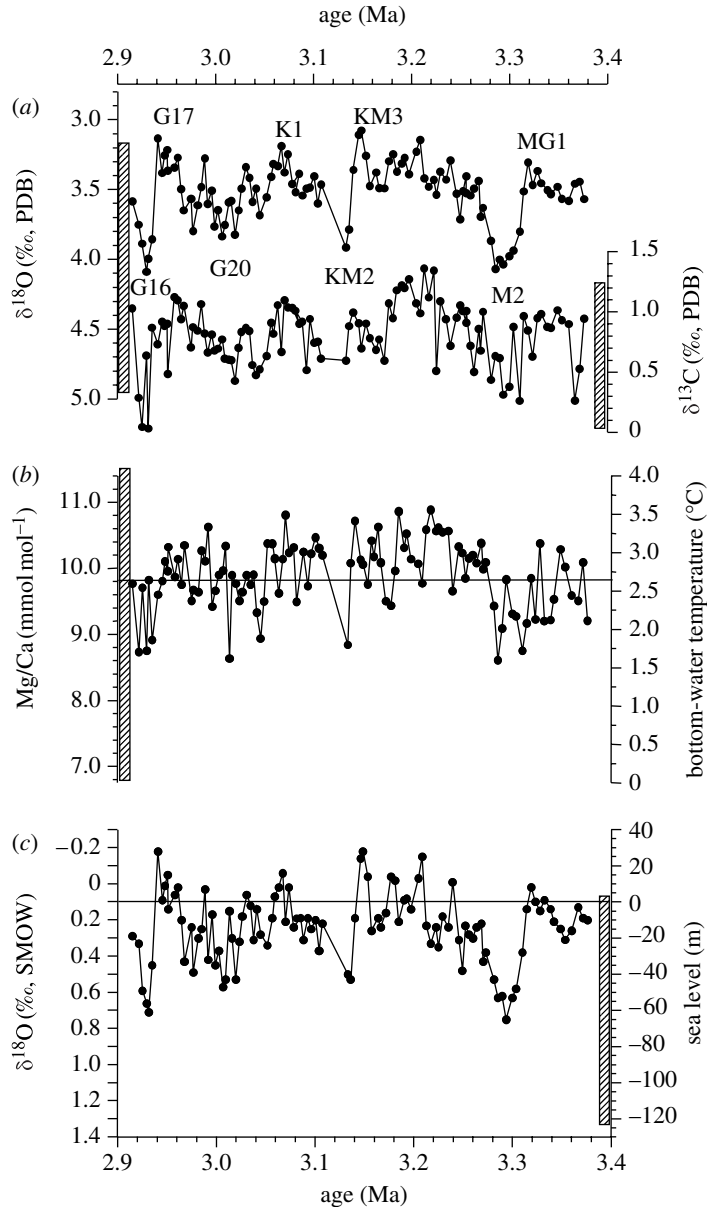 age (Ma)
2.9 3.0 3.1 3.2 3.3 3.4
(a)
3.0
3.5
4.0
4.5
5.0
δ18O (‰, PDB)
G17
K1
KM3
MG1
G16
G20
KM2
M2
1.5
1.0
0.5
0
δ13C (‰, PDB)
(b)
11.0
10.0
9.0
8.0
7.0
Mg/Ca (mmol mol−1)
4.0
3.5
3.0
2.5
2.0
1.5
1.0
0.5
0
bottom-water temperature (°C)
(c)
−0.2
0
0.2
0.4
0.6
0.8
1.0
1.2
1.4
δ18O (‰, SMOW)
40
20
0
−20
−40
−60
−80
−100
−120
sea level (m)
2.9 3.0 3.1 3.2 3.3 3.4
age (Ma)